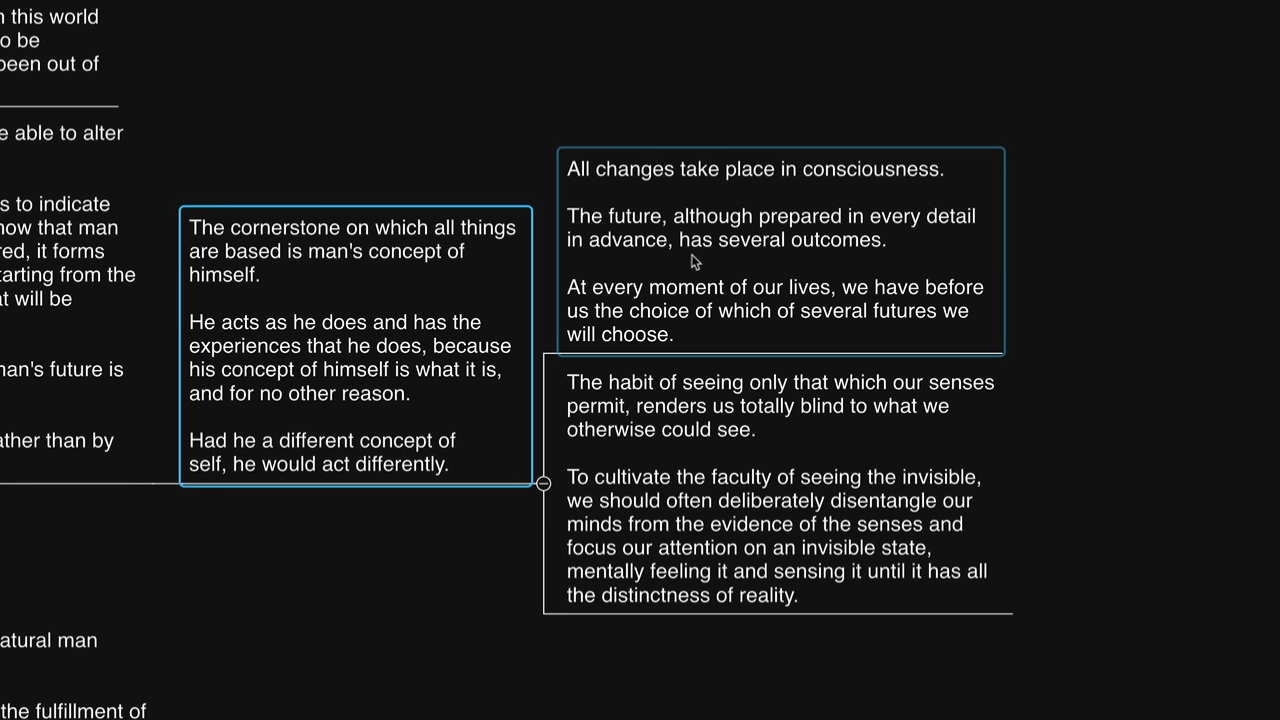 n this world
o be
been out of
e able to alter
s to indicate
now that man
red, it forms
tarting from the
at will be
nan's future is
ather than by
atural man
the fulfillment of
The cornerstone on which all things
are based is man's concept of
himself.
He acts as he does and has the
experiences that he does, because
his concept of himself is what it is,
and for no other reason.
Had he a different concept of
self, he would act differently.
All changes take place in consciousness.
The future, although prepared in every detail
in advance, has several outcomes.
At every moment of our lives, we have before
us the choice of which of several futures we
will choose.
The habit of seeing only that which our senses
permit, renders us totally blind to what we
otherwise could see.
To cultivate the faculty of seeing the invisible,
we should often deliberately disentangle our
minds from the evidence of the senses and
focus our attention on an invisible state,
mentally feeling it and sensing it until it has all
the distinctness of reality.